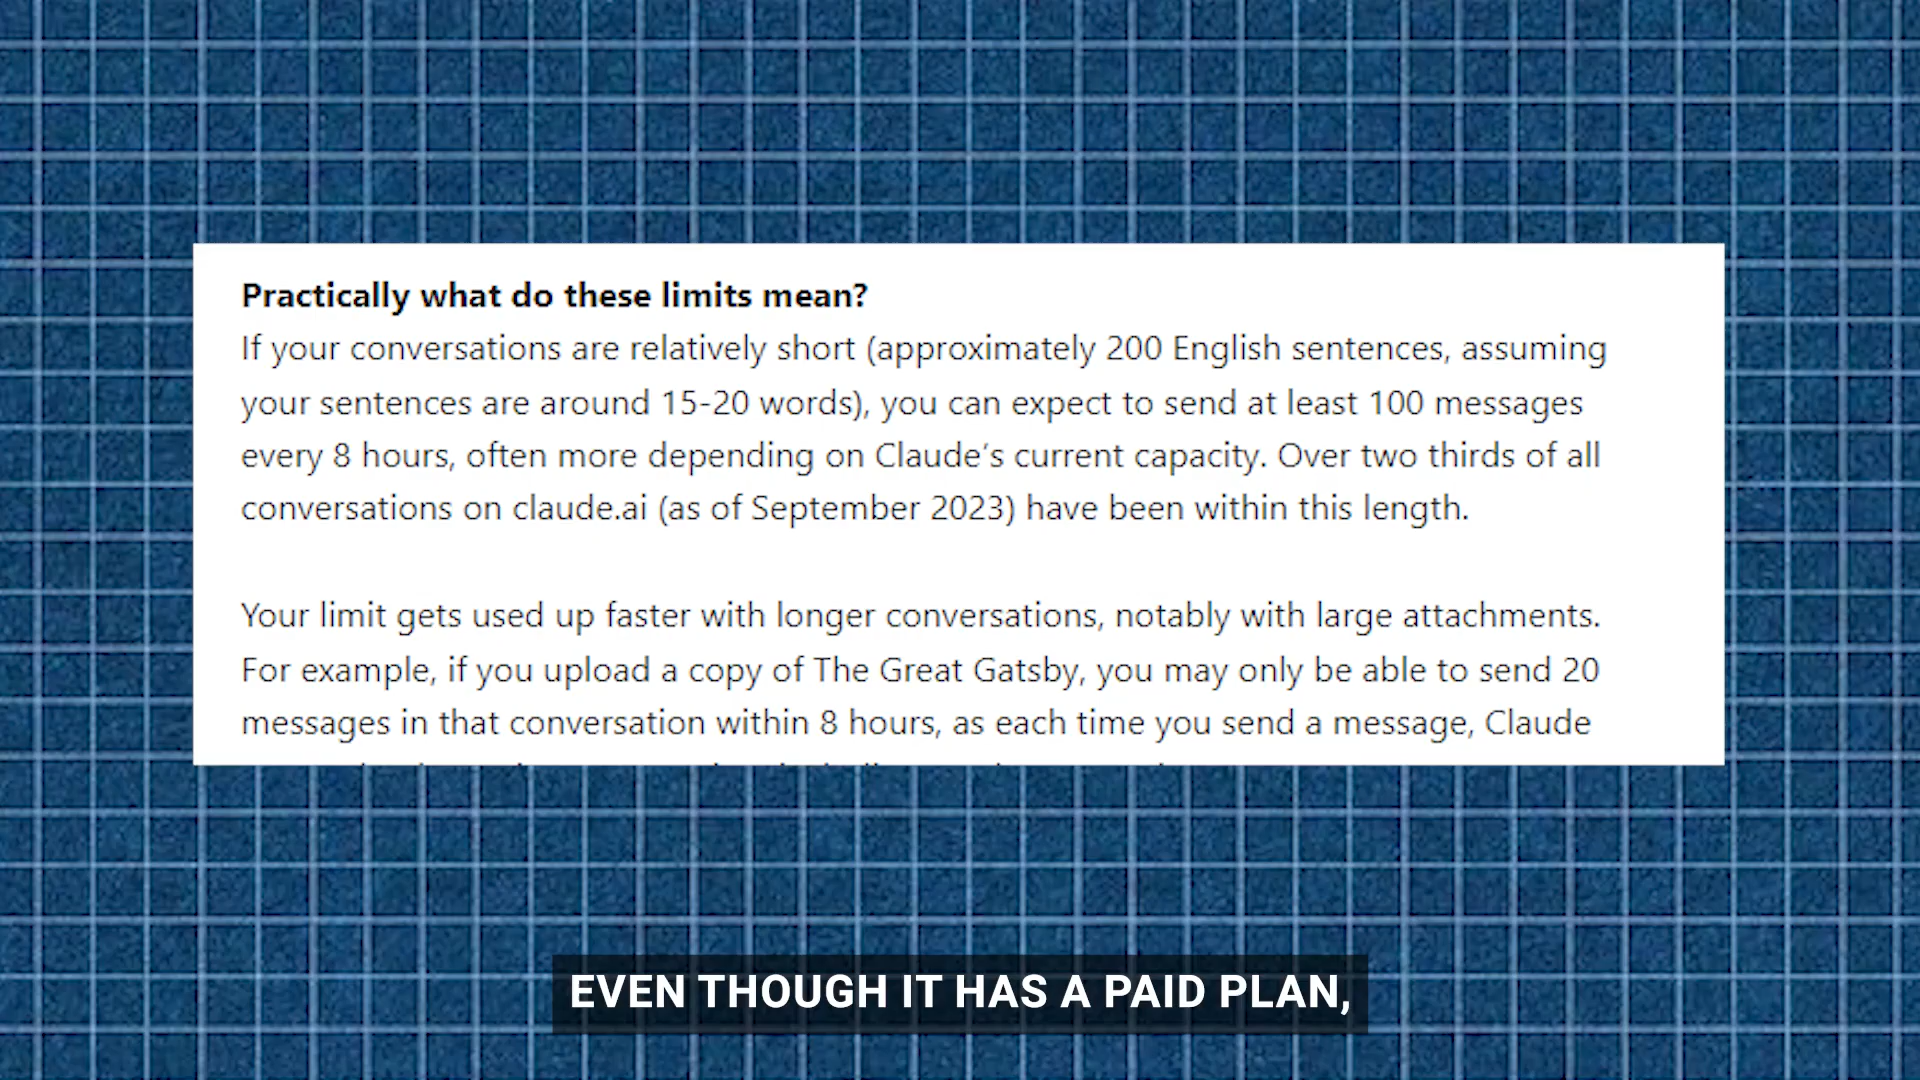 Practically what do these limits mean?
If your conversations are relatively short (approximately 200 English sentences, assuming
your sentences are around 15-20 words), you can expect to send at least 100 messages
every 8 hours, often more depending on Claude’s current capacity. Over two thirds of all
conversations on claude.ai (as of September 2023) have been within this length.
Your limit gets used up faster with longer conversations, notably with large attachments.
For example, if you upload a copy of The Great Gatsby, you may only be able to send 20
messages in that conversation within 8 hours, as each time you send a message, Claude
EVEN THOUGH IT HAS A PAID PLAN,